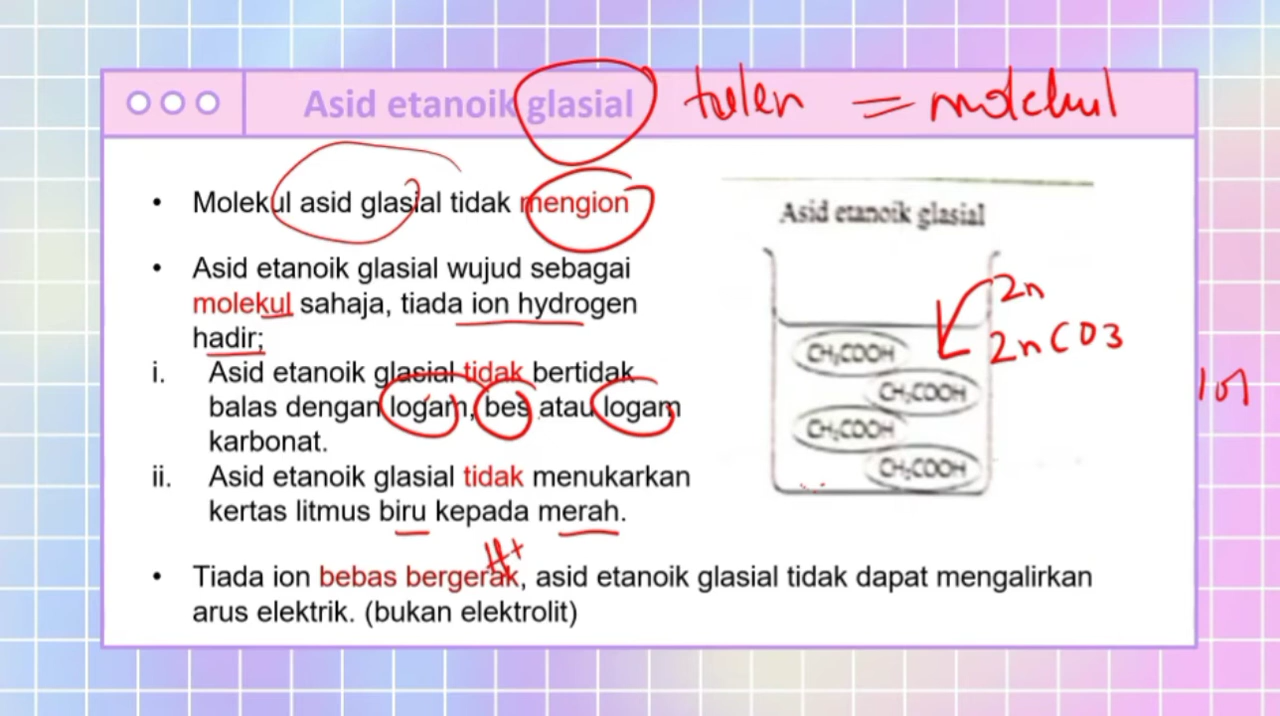 Asid etanoik glasial
tulen = molekul
• Molekul asid glasial tidak mengion
• Asid etanoik glasial wujud sebagai
molekul sahaja, tiada ion hydrogen
hadir;
i. Asid etanoik glasial tidak bertidak
balas dengan logam, bes atau logam
karbonat.
ii. Asid etanoik glasial tidak menukarkan
kertas litmus biru kepada merah.
H+
• Tiada ion bebas bergerak, asid etanoik glasial tidak dapat mengalirkan
arus elektrik. (bukan elektrolit)
Asid etanoik glasial
Zn
ZnCO3
CH₃COOH
CH₃COOH
CH₃COOH
CH₃COOH